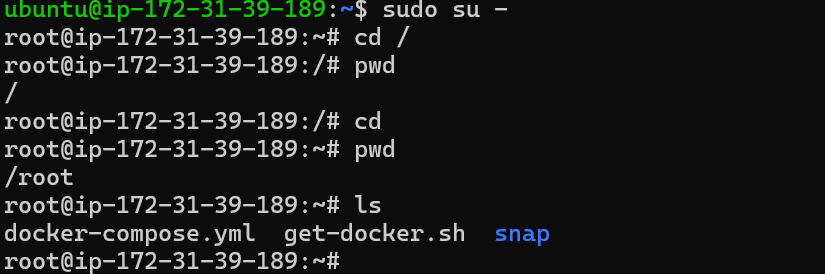 ubuntu@ip-172-31-39-189:~$ sudo su -
root@ip-172-31-39-189:~# cd /
root@ip-172-31-39-189:/# pwd
/
root@ip-172-31-39-189:/# cd
root@ip-172-31-39-189:~# pwd
/root
root@ip-172-31-39-189:~# ls
docker-compose.yml  get-docker.sh  snap
root@ip-172-31-39-189:~#